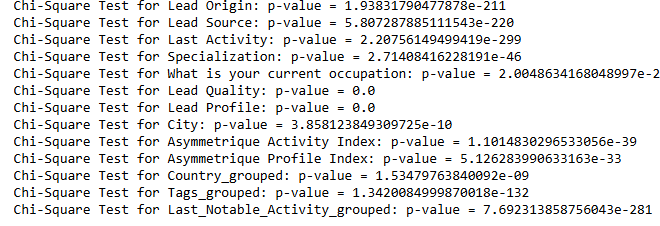 Chi-Square Test for Lead Origin: p-value = 1.93831790477878e-211
Chi-Square Test for Lead Source: p-value = 5.807287885111543e-220
Chi-Square Test for Last Activity: p-value = 2.20756149499419e-299
Chi-Square Test for Specialization: p-value = 2.71408416228191e-46
Chi-Square Test for What is your current occupation: p-value = 2.0048634168048997e-2
Chi-Square Test for Lead Quality: p-value = 0.0
Chi-Square Test for Lead Profile: p-value = 0.0
Chi-Square Test for City: p-value = 3.858123849309725e-10
Chi-Square Test for Asymmetrique Activity Index: p-value = 1.1014830296533056e-39
Chi-Square Test for Asymmetrique Profile Index: p-value = 5.126283990633163e-33
Chi-Square Test for Country_grouped: p-value = 1.53479763840092e-09
Chi-Square Test for Tags_grouped: p-value = 1.3420084999870018e-132
Chi-Square Test for Last_Notable_Activity_grouped: p-value = 7.692313858756043e-281